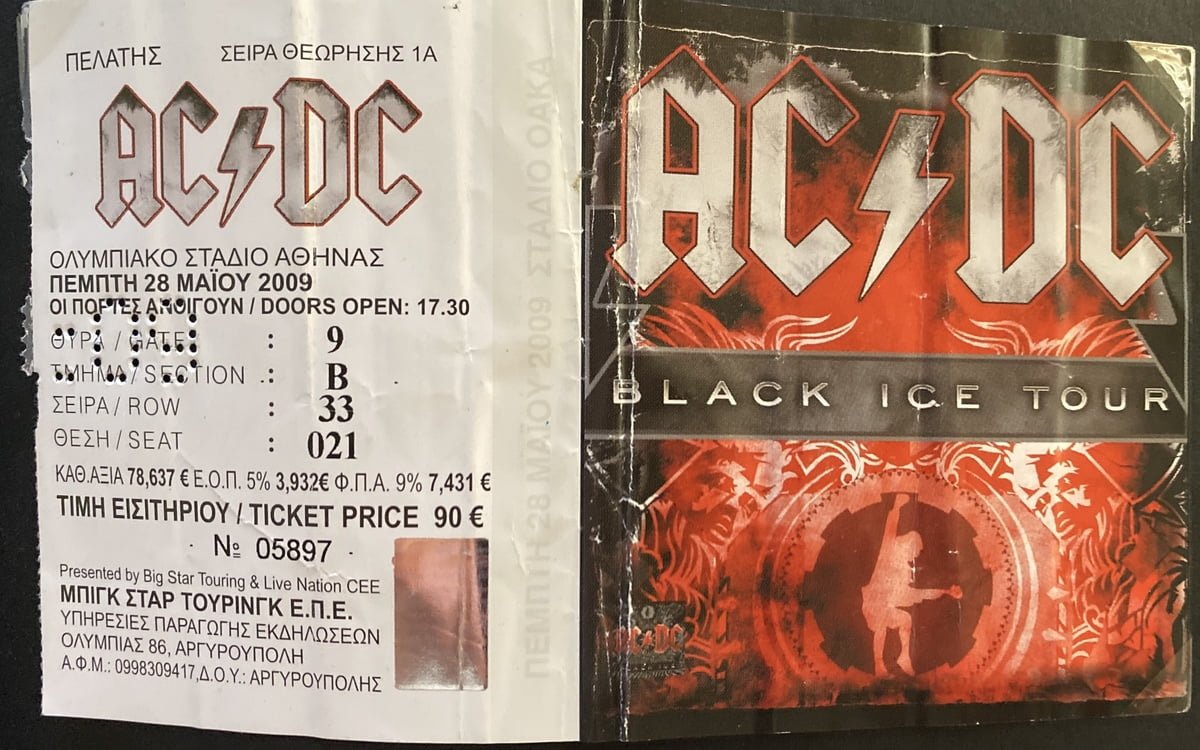 ΠΕΛΑΤΗΣ ΣΕΙΡΑ ΘΕΩΡΗΣΗΣ 1Α
AC⚡DC
ΟΛΥΜΠΙΑΚΟ ΣΤΑΔΙΟ ΑΘΗΝΑΣ
ΠΕΜΠΤΗ 28 ΜΑΪΟΥ 2009
ΟΙ ΠΟΡΤΕΣ ΑΝΟΙΓΟΥΝ / DOORS OPEN: 17.30
ΘΥΡΑ / GATE : 9
ΤΜΗΜΑ / SECTION : B
ΣΕΙΡΑ / ROW : 33
ΘΕΣΗ / SEAT : 021
ΚΑΘ.ΑΞΙΑ 78,637 € Ε.Ο.Π. 5% 3,932€ Φ.Π.Α. 9% 7,431 €
ΤΙΜΗ ΕΙΣΙΤΗΡΙΟΥ / TICKET PRICE 90 €
№ 05897
Presented by Big Star Touring & Live Nation CEE
ΜΠΙΓΚ ΣΤΑΡ ΤΟΥΡΙΝΓΚ Ε.Π.Ε.
ΥΠΗΡΕΣΙΕΣ ΠΑΡΑΓΩΓΗΣ ΕΚΔΗΛΩΣΕΩΝ
ΟΛΥΜΠΙΑΣ 86, ΑΡΓΥΡΟΥΠΟΛΗ
Α.Φ.Μ.: 0998309417,Δ.Ο.Υ.: ΑΡΓΥΡΟΥΠΟΛΗΣ
ΠΕΜΠΤΗ 28 ΜΑΪΟΥ 2009 ΣΤΑΔΙΟ ΟΑΚΑ
AC⚡DC
BLACK ICE TOUR
AC⚡DC